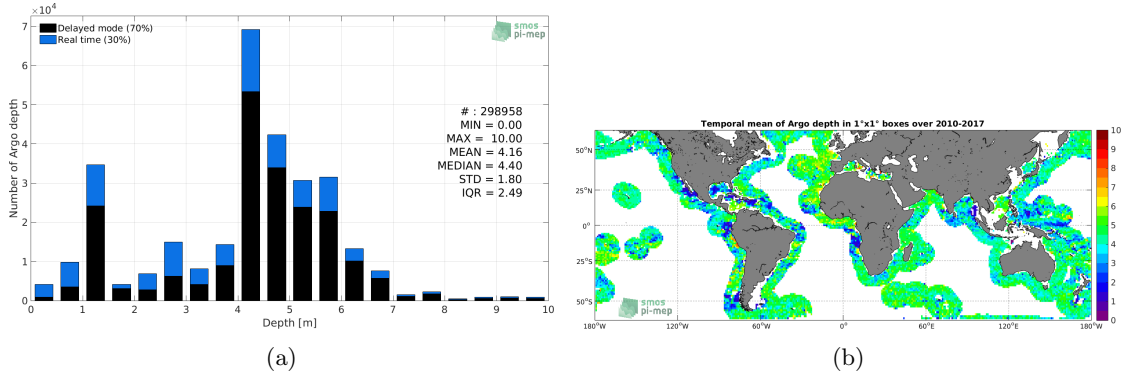 ×10⁴
7
6
5
4
3
2
1
0
Number of Argo depth
Delayed mode (70%)
Real time (30%)
smos
pi-mep
# : 298958
MIN = 0.00
MAX = 10.00
MEAN = 4.16
MEDIAN = 4.40
STD = 1.80
IQR = 2.49
0 1 2 3 4 5 6 7 8 9 10
Depth [m]
(a)
Temporal mean of Argo depth in 1°x1° boxes over 2010-2017
50°N
25°N
0°
25°S
50°S
180°W 120°W 60°W 0° 60°E 120°E 180°W
smos
pi-mep
10
9
8
7
6
5
4
3
2
1
0
(b)